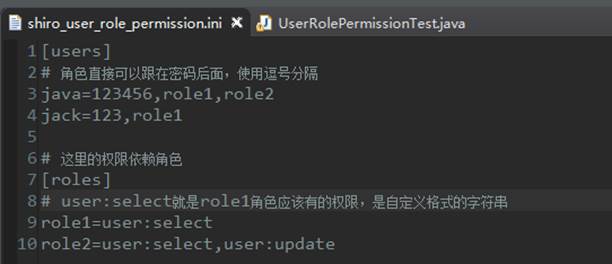 shiro_user_role_permission.ini UserRolePermissionTest.java
1 [users]
2 # 角色直接可以跟在密码后面，使用逗号分隔
3 java=123456,role1,role2
4 jack=123,role1
5
6 # 这里的权限依赖角色
7 [roles]
8 # user:select就是role1角色应该有的权限，是自定义格式的字符串
9 role1=user:select
10 role2=user:select,user:update